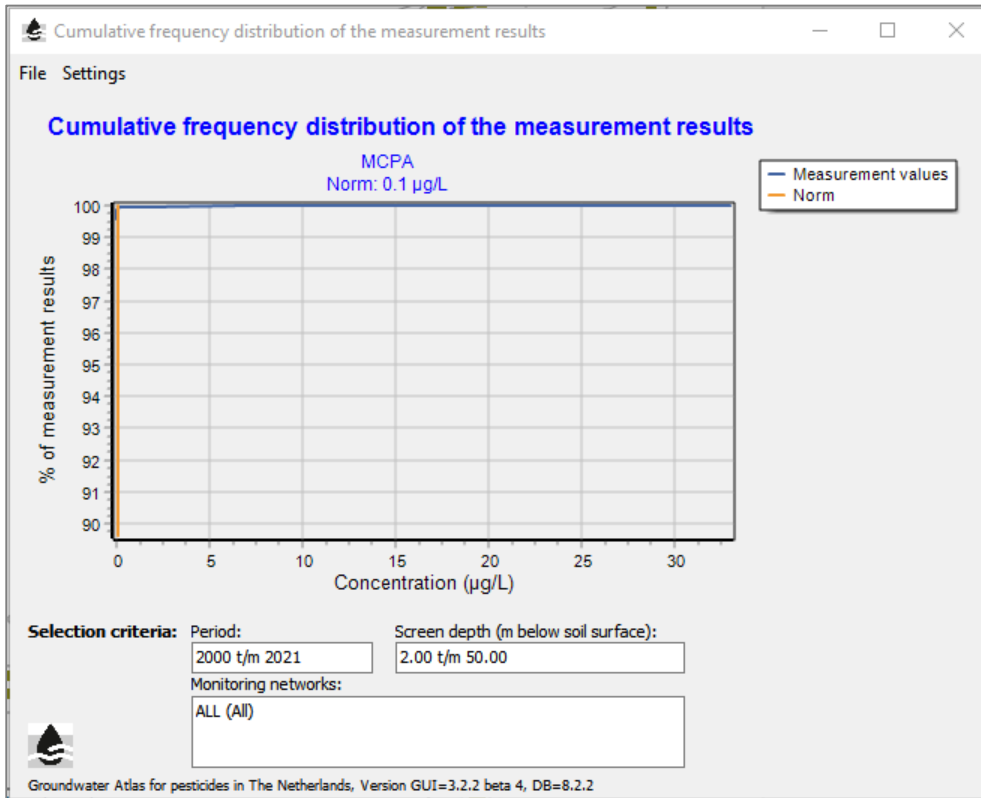 Cumulative frequency distribution of the measurement results
File Settings
Cumulative frequency distribution of the measurement results
MCPA
Norm: 0.1 µg/L
Measurement values
Norm
100
99
98
97
96
95
94
93
92
91
90
% of measurement results
0 5 10 15 20 25 30
Concentration (µg/L)
Selection criteria: Period: Screen depth (m below soil surface):
2000 t/m 2021 2.00 t/m 50.00
Monitoring networks:
ALL (All)
Groundwater Atlas for pesticides in The Netherlands, Version GUI=3.2.2 beta 4, DB=8.2.2